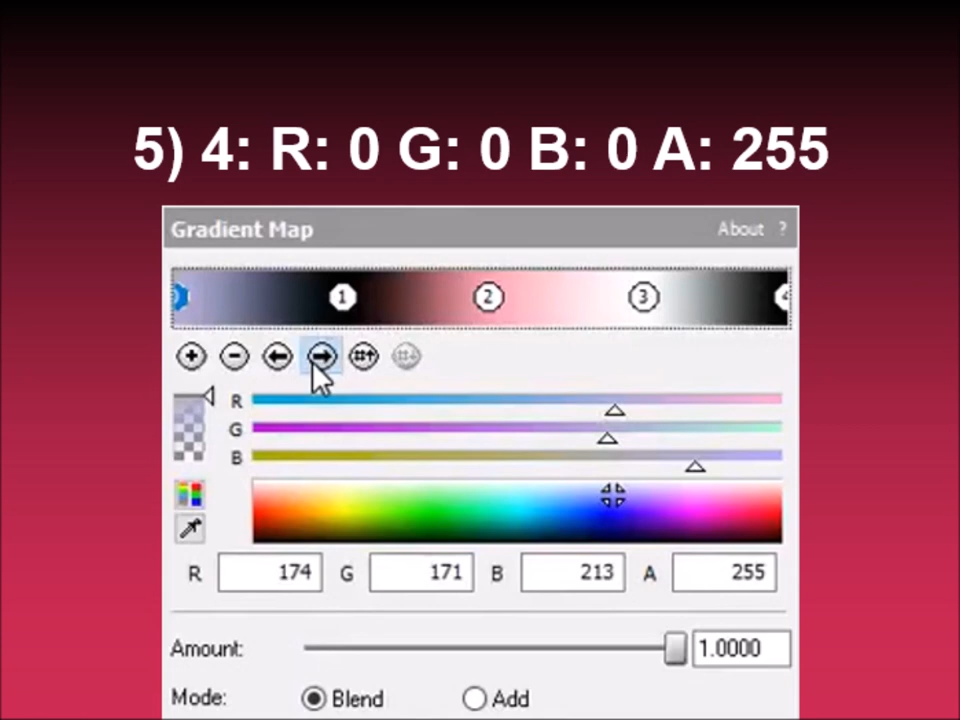 5) 4: R: 0 G: 0 B: 0 A: 255
Gradient Map About ?
1 2 3 4
R
G
B
R 174 G 171 B 213 A 255
Amount: 1.0000
Mode: Blend Add